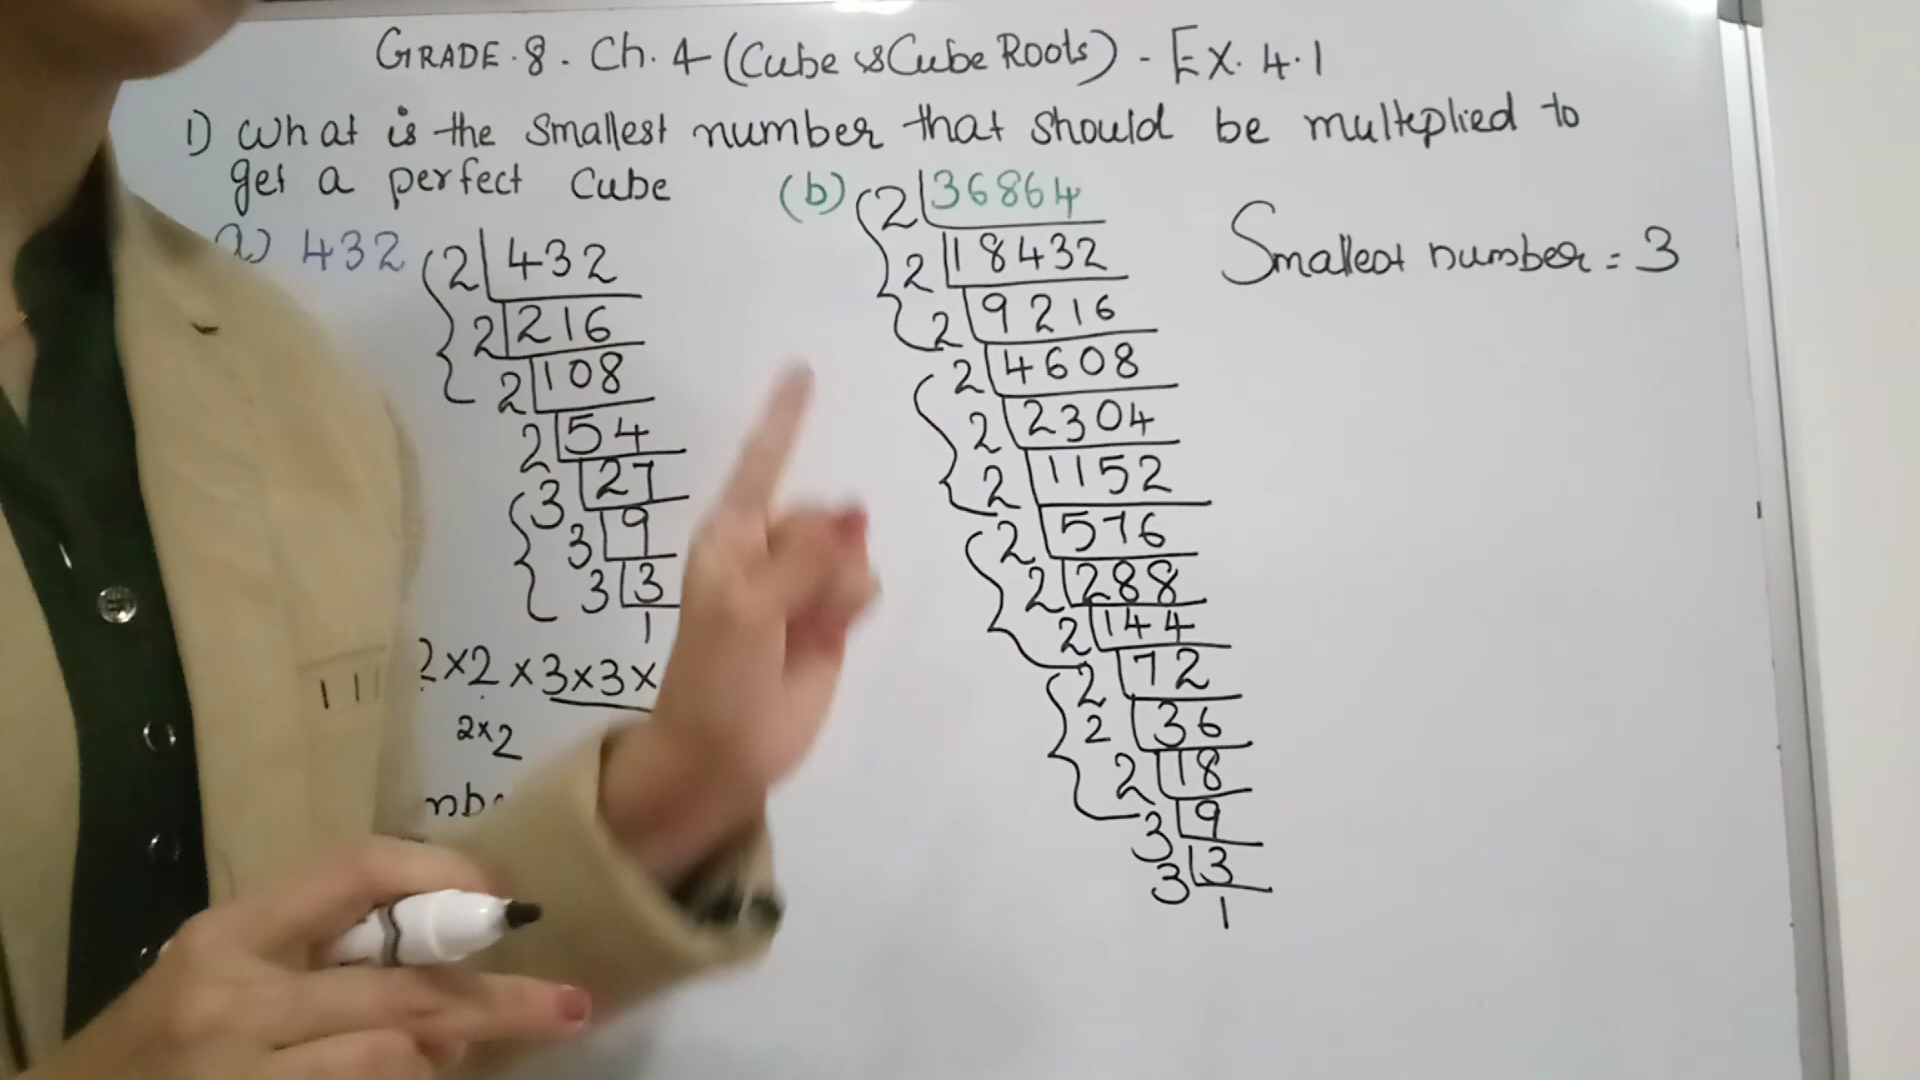 GRADE.8. Ch.4 (Cube & Cube Roots) - Ex. 4.1
1) What is the smallest number that should be multeplied to
get a perfect cube
a) 432
2 | 432
2 | 216
2 | 108
2 | 54
3 | 27
3 | 9
3 | 3
1
2×2 × 3×3×
2×2
(b)
2 | 36864
2 | 18432
2 | 9216
2 | 4608
2 | 2304
2 | 1152
2 | 576
2 | 288
2 | 144
2 | 72
2 | 36
2 | 18
3 | 9
3 | 3
1
Smallest number = 3